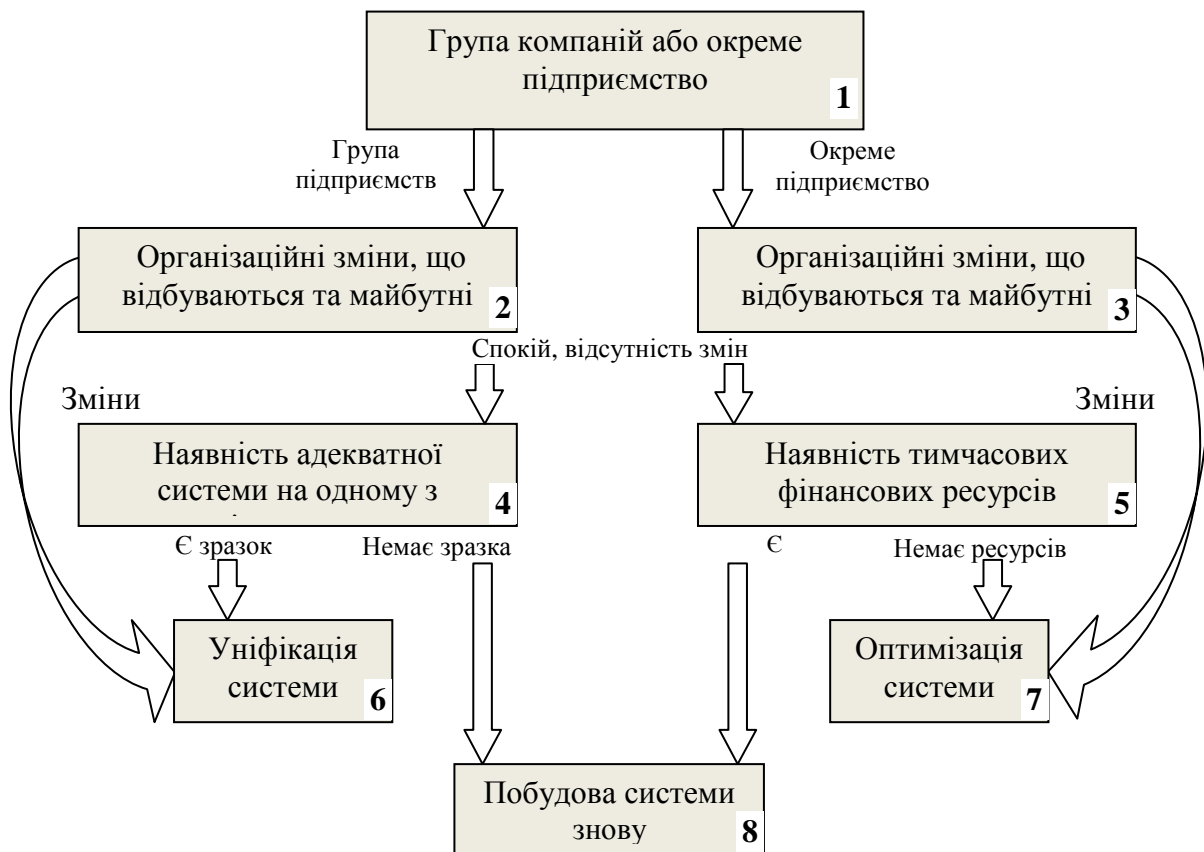 Група компаній або окреме
підприємство
1
Група
підприємств
Окреме
підприємство
Організаційні зміни, що
відбуваються та майбутні
2
Організаційні зміни, що
відбуваються та майбутні
3
Спокій, відсутність змін
Зміни
Зміни
Наявність адекватної
системи на одному з
4
Наявність тимчасових
фінансових ресурсів
5
Є зразок
Немає зразка
Є
Немає ресурсів
Уніфікація
системи
6
Оптимізація
системи
7
Побудова системи
знову
8